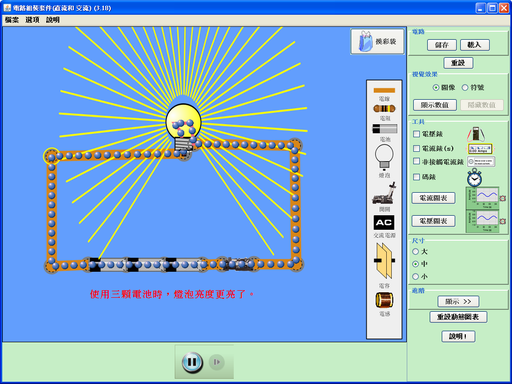 電路組裝套件(直流和 交流) (3.10)
檔案 選項 說明
摸彩袋
電線
電阻
電池
燈泡
開關
AC
交流電源
電容
電感
使用三顆電池時，燈泡亮度更亮了。
電路
儲存 載入
重設
視覺效果
圖像 符號
顯示數值 隱藏數值
工具
電壓錶
電流錶(s)
非接觸電流錶
碼錶
電流圖表
電壓圖表
尺寸
大
中
小
顯示 >>
重設動態圖表
說明!